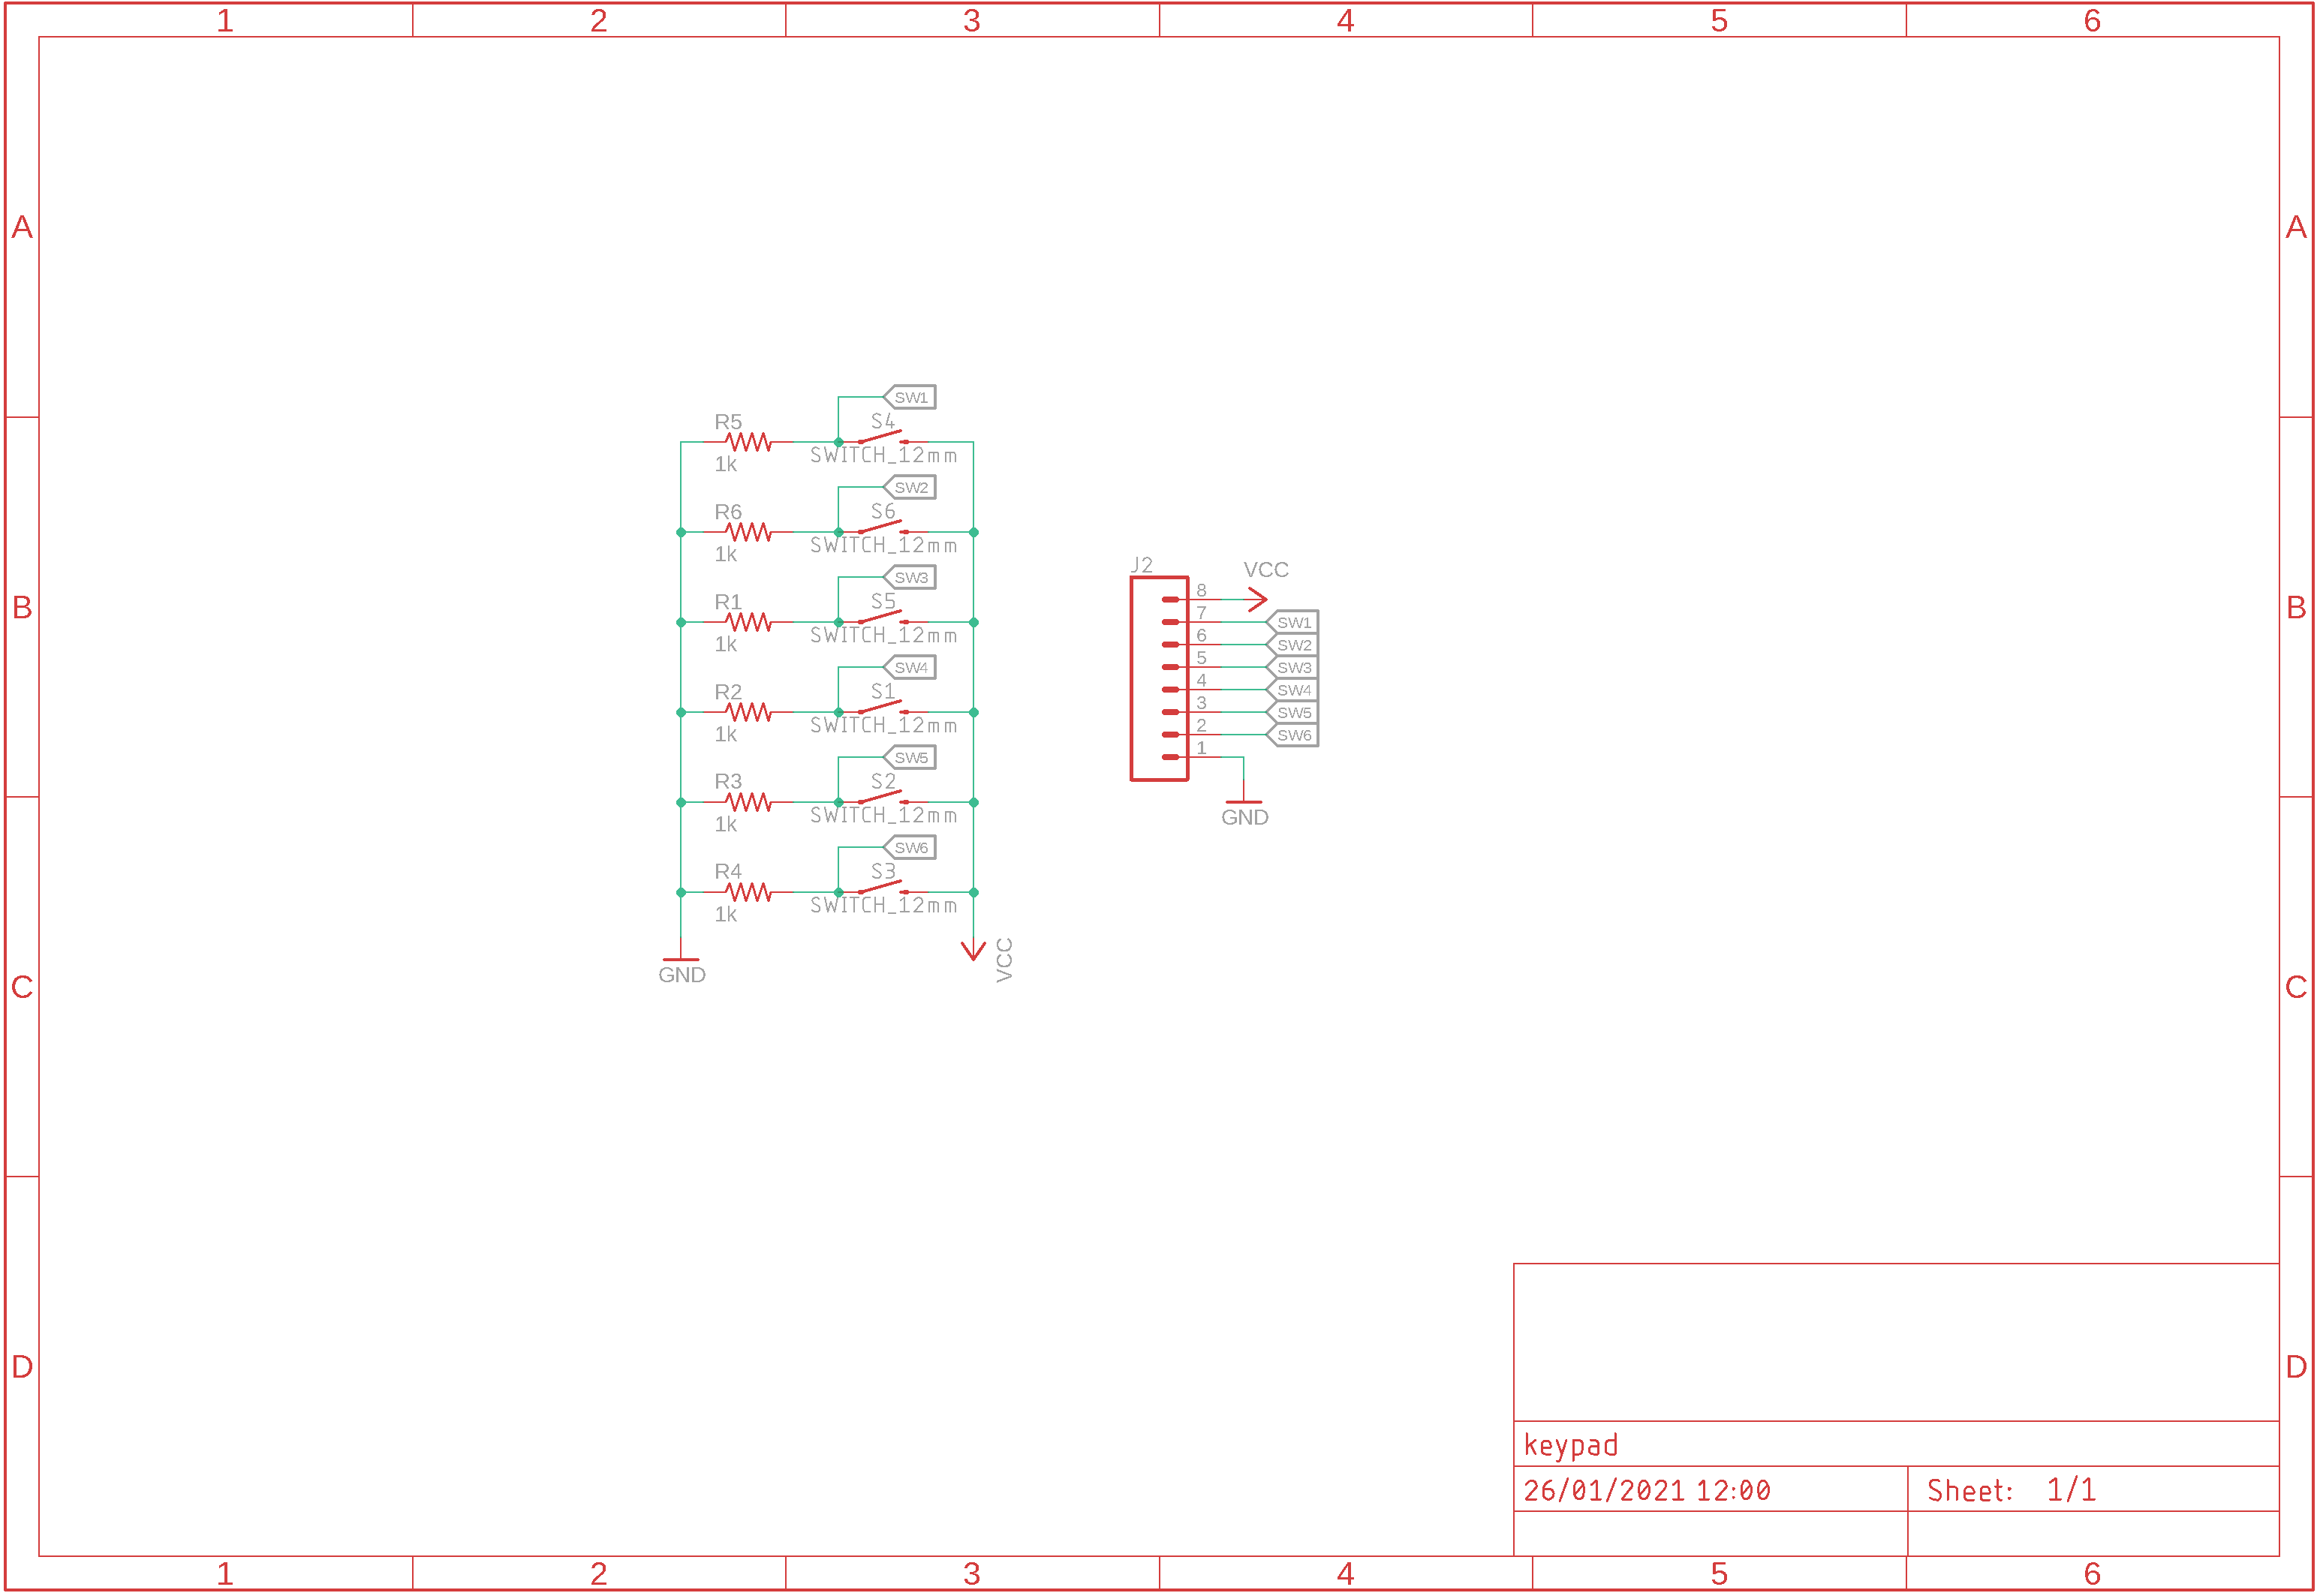 1 2 3 4 5 6
A A
SW1
R5 S4
1k SWITCH_12mm
SW2
R6 S6
1k SWITCH_12mm
SW3
R1 S5
1k SWITCH_12mm
SW4
R2 S1
1k SWITCH_12mm
SW5
R3 S2
1k SWITCH_12mm
SW6
R4 S3
1k SWITCH_12mm
GND VCC
J2 VCC
8
7 SW1
6 SW2
5 SW3
4 SW4
3 SW5
2 SW6
1
GND
B B
C C
D D
keypad
26/01/2021 12:00 Sheet: 1/1
1 2 3 4 5 6